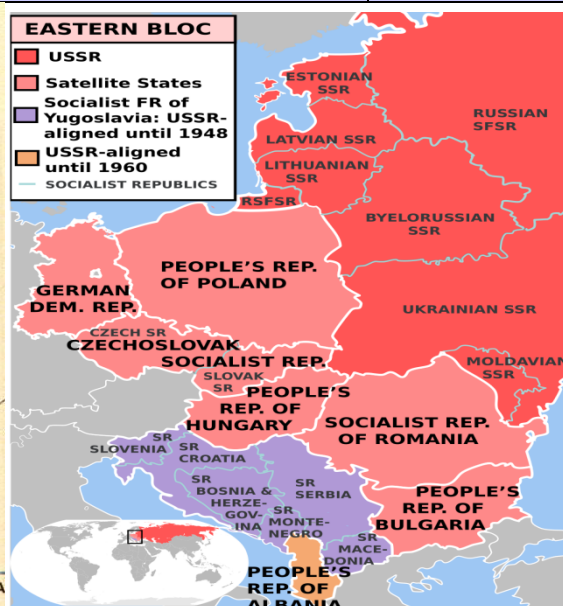 EASTERN BLOC
USSR
Satellite States
Socialist FR of
Yugoslavia: USSR-
aligned until 1948
USSR-aligned
until 1960
SOCIALIST REPUBLICS
ESTONIAN
SSR
RUSSIAN
SFSR
LATVIAN SSR
LITHUANIAN
SSR
RSFSR
BYELORUSSIAN
SSR
PEOPLE'S REP.
OF POLAND
GERMAN
DEM. REP.
UKRAINIAN SSR
CZECH SR
CZECHOSLOVAK
SOCIALIST REP.
SLOVAK
SR
MOLDAVIAN
SSR
PEOPLE'S
REP. OF
HUNGARY
SOCIALIST REP.
OF ROMANIA
SR
SLOVENIA
SR
CROATIA
SR
BOSNIA &
HERZE-
GOV-
INA
SR
SERBIA
SR
MONTE-
NEGRO
PEOPLE'S
REP. OF
BULGARIA
SR
MACE-
DONIA
PEOPLE'S
REP. OF
ALBANIA